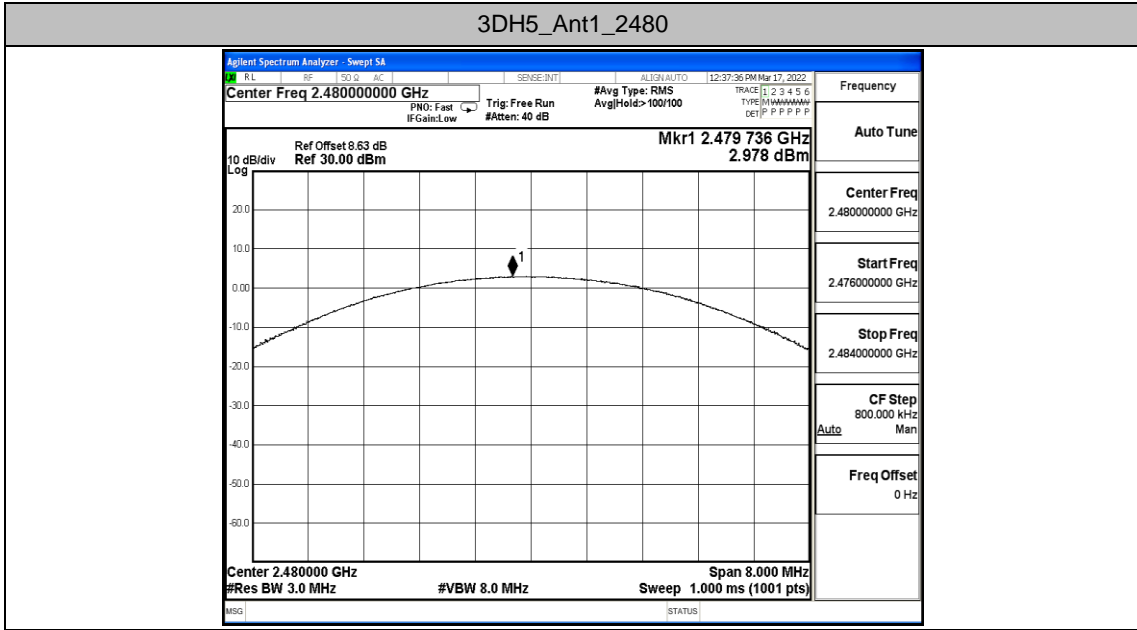 3DH5_Ant1_2480
Agilent Spectrum Analyzer - Swept SA
LXI RL RF 50 Ω AC SENSE:INT ALIGNAUTO 12:37:36 PM Mar 17, 2022
Center Freq 2.480000000 GHz
PNO: Fast
IFGain:Low
Trig: Free Run
#Atten: 40 dB
#Avg Type: RMS
Avg|Hold:>100/100
TRACE 1 2 3 4 5 6
TYPE M WWWWW
DET P P P P P P
Mkr1 2.479 736 GHz
2.978 dBm
Ref Offset 8.63 dB
10 dB/div Ref 30.00 dBm
Log
20.0
10.0
0.00
-10.0
-20.0
-30.0
-40.0
-50.0
-60.0
1
Center 2.480000 GHz
Span 8.000 MHz
#Res BW 3.0 MHz
#VBW 8.0 MHz
Sweep 1.000 ms (1001 pts)
MSG
STATUS
Frequency
Auto Tune
Center Freq
2.480000000 GHz
Start Freq
2.476000000 GHz
Stop Freq
2.484000000 GHz
CF Step
800.000 kHz
Auto Man
Freq Offset
0 Hz